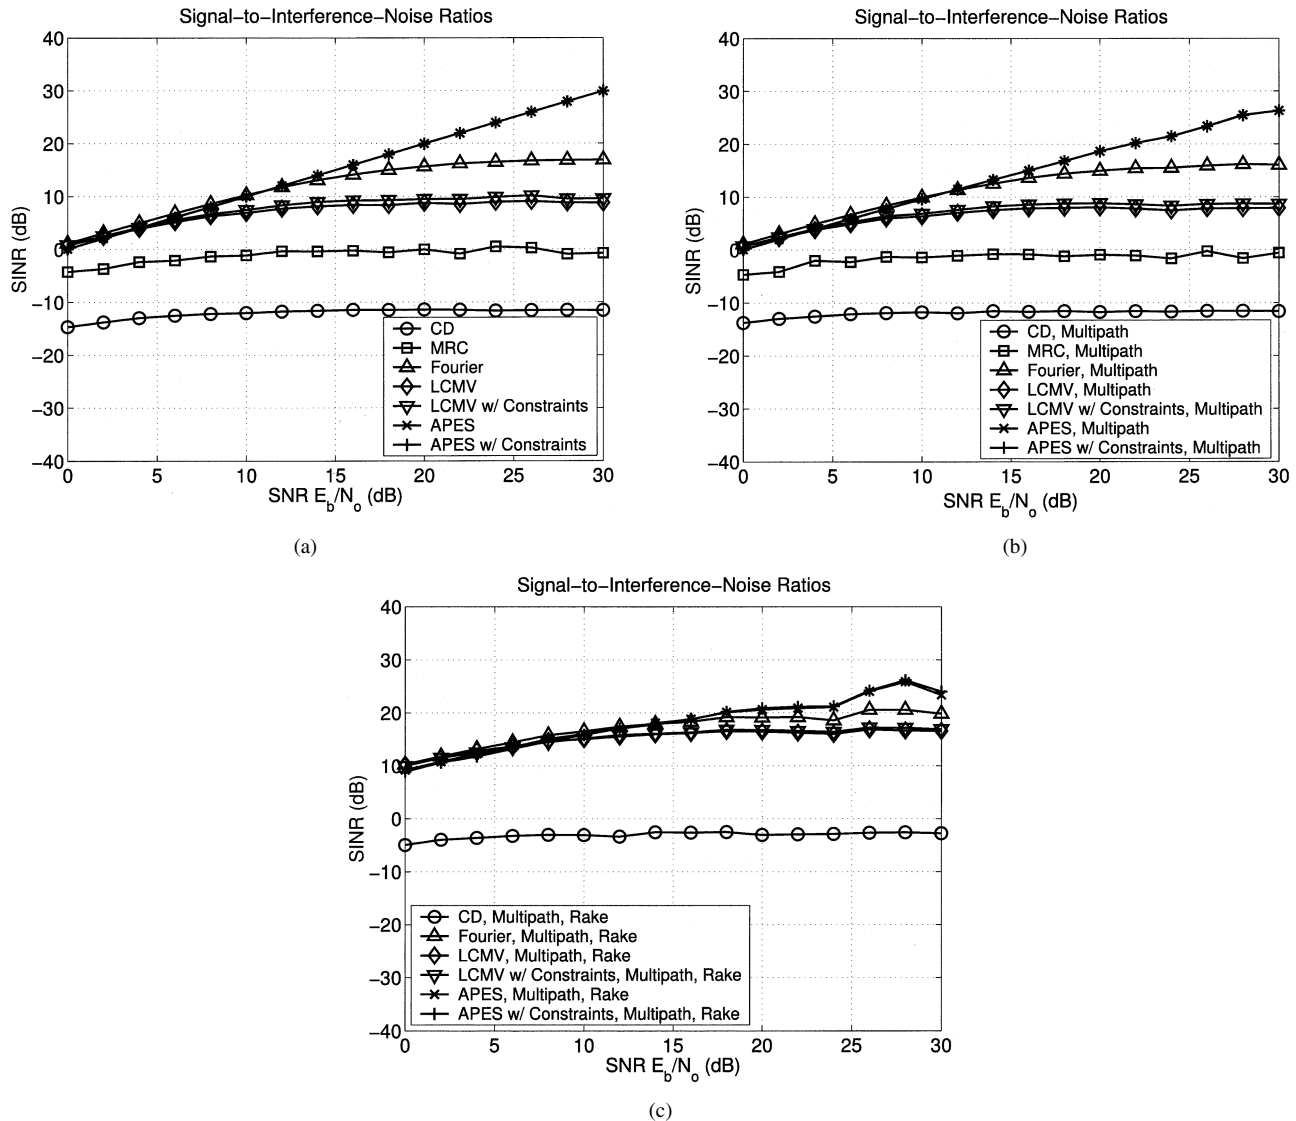 Signal-to-Interference-Noise Ratios
40
30
20
10
0
-10
-20
-30
-40
SINR (dB)
0 5 10 15 20 25 30
SNR E_b/N_o (dB)
CD
MRC
Fourier
LCMV
LCMV w/ Constraints
APES
APES w/ Constraints
(a)
Signal-to-Interference-Noise Ratios
40
30
20
10
0
-10
-20
-30
-40
SINR (dB)
0 5 10 15 20 25 30
SNR E_b/N_o (dB)
CD, Multipath
MRC, Multipath
Fourier, Multipath
LCMV, Multipath
LCMV w/ Constraints, Multipath
APES, Multipath
APES w/ Constraints, Multipath
(b)
Signal-to-Interference-Noise Ratios
40
30
20
10
0
-10
-20
-30
-40
SINR (dB)
0 5 10 15 20 25 30
SNR E_b/N_o (dB)
CD, Multipath, Rake
Fourier, Multipath, Rake
LCMV, Multipath, Rake
LCMV w/ Constraints, Multipath, Rake
APES, Multipath, Rake
APES w/ Constraints, Multipath, Rake
(c)